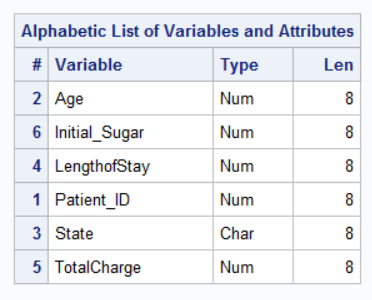 Alphabetic List of Variables and Attributes
# Variable Type Len
2 Age Num 8
6 Initial_Sugar Num 8
4 LengthofStay Num 8
1 Patient_ID Num 8
3 State Char 8
5 TotalCharge Num 8